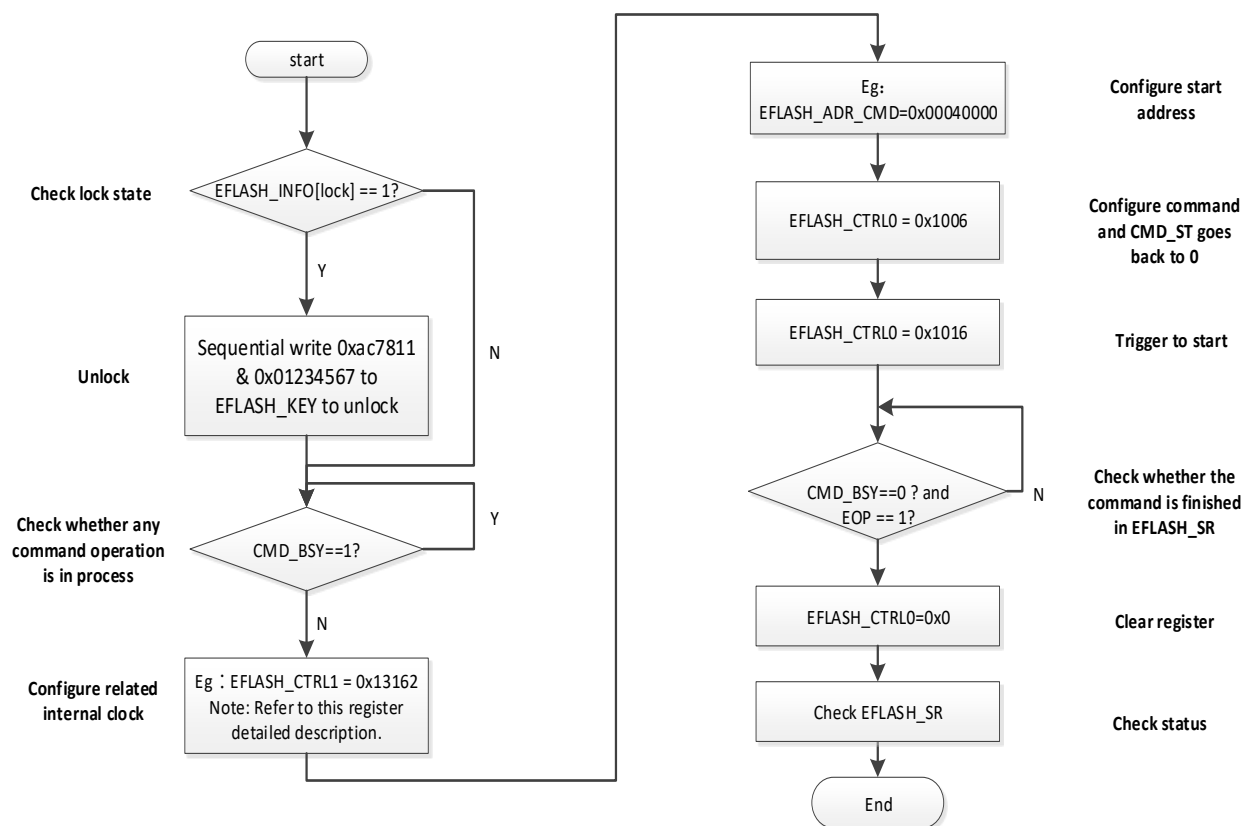 start
Check lock state
EFLASH_INFO[lock] == 1?
Y
N
Unlock
Sequential write 0xac7811
& 0x01234567 to
EFLASH_KEY to unlock
Check whether any
command operation
is in process
CMD_BSY==1?
Y
N
Configure related
internal clock
Eg：EFLASH_CTRL1 = 0x13162
Note: Refer to this register
detailed description.
Eg：
EFLASH_ADR_CMD=0x00040000
Configure start
address
EFLASH_CTRL0 = 0x1006
Configure command
and CMD_ST goes
back to 0
EFLASH_CTRL0 = 0x1016
Trigger to start
CMD_BSY==0 ? and
EOP == 1?
N
Check whether the
command is finished
in EFLASH_SR
EFLASH_CTRL0=0x0
Clear register
Check EFLASH_SR
Check status
End